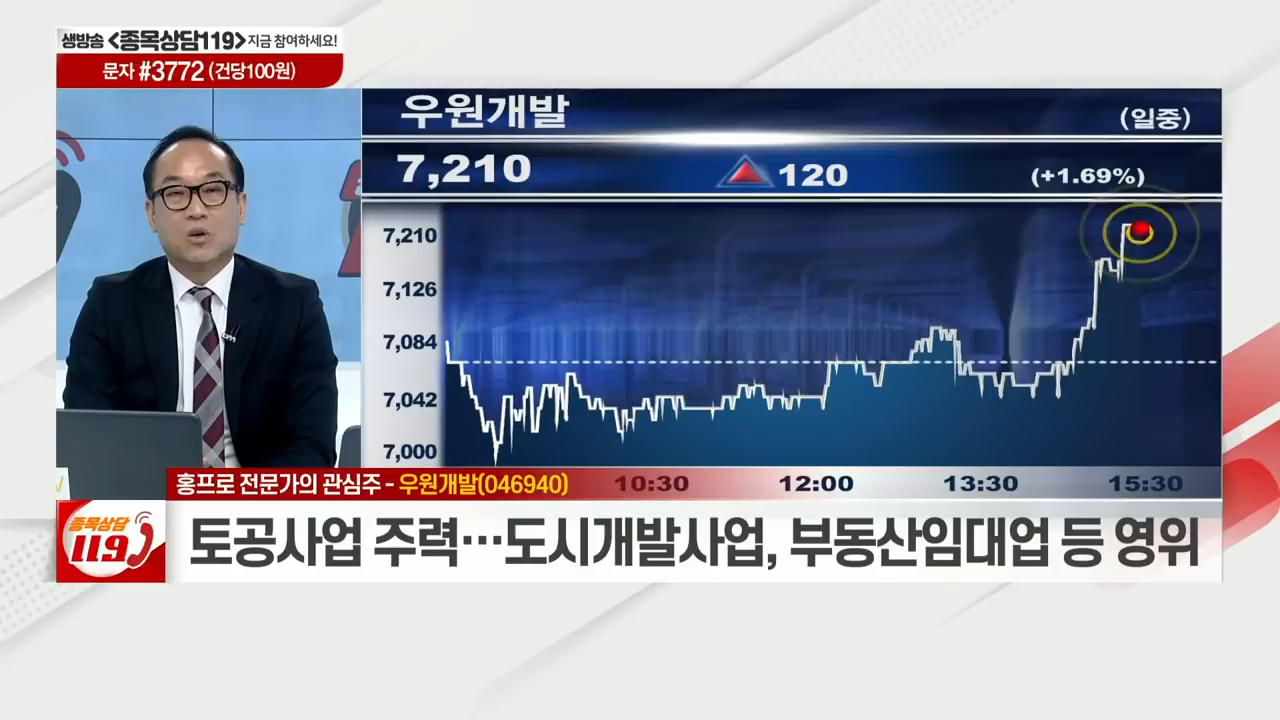 생방송 <종목상담119> 지금 참여하세요!
문자 #3772 (건당100원)
우원개발
(일중)
7,210
120
(+1.69%)
7,210
7,126
7,084
7,042
7,000
10:30
12:00
13:30
15:30
홍프로 전문가의 관심주 - 우원개발(046940)
종목상담
119
토공사업 주력…도시개발사업, 부동산임대업 등 영위